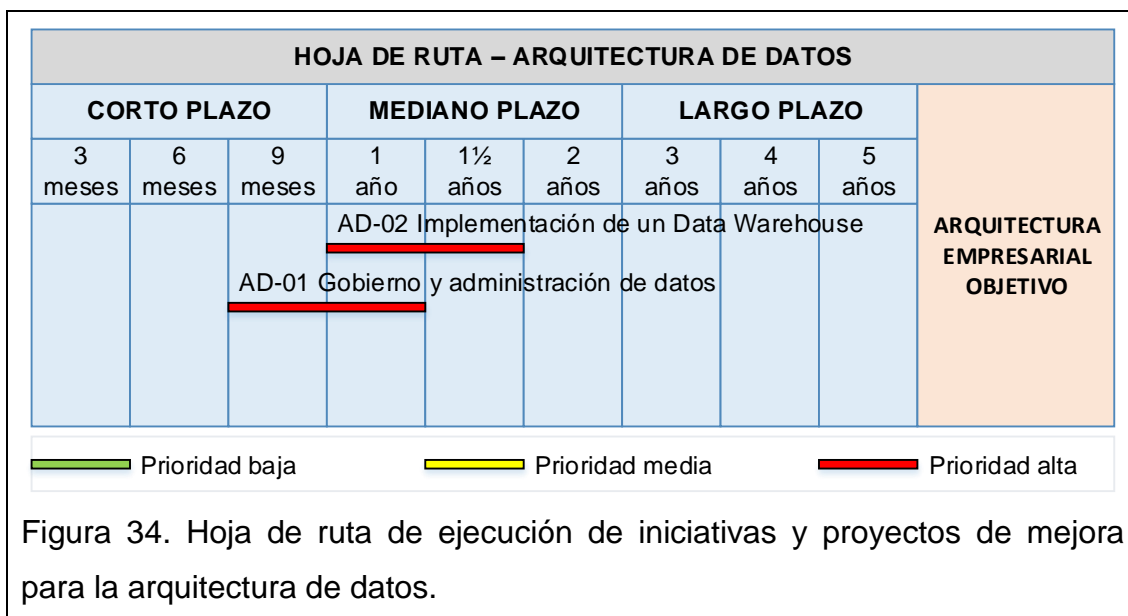 HOJA DE RUTA – ARQUITECTURA DE DATOS
CORTO PLAZO MEDIANO PLAZO LARGO PLAZO
3 meses 6 meses 9 meses 1 año 1½ años 2 años 3 años 4 años 5 años
AD-02 Implementación de un Data Warehouse
AD-01 Gobierno y administración de datos
ARQUITECTURA
EMPRESARIAL
OBJETIVO
Prioridad baja Prioridad media Prioridad alta
Figura 34. Hoja de ruta de ejecución de iniciativas y proyectos de mejora
para la arquitectura de datos.